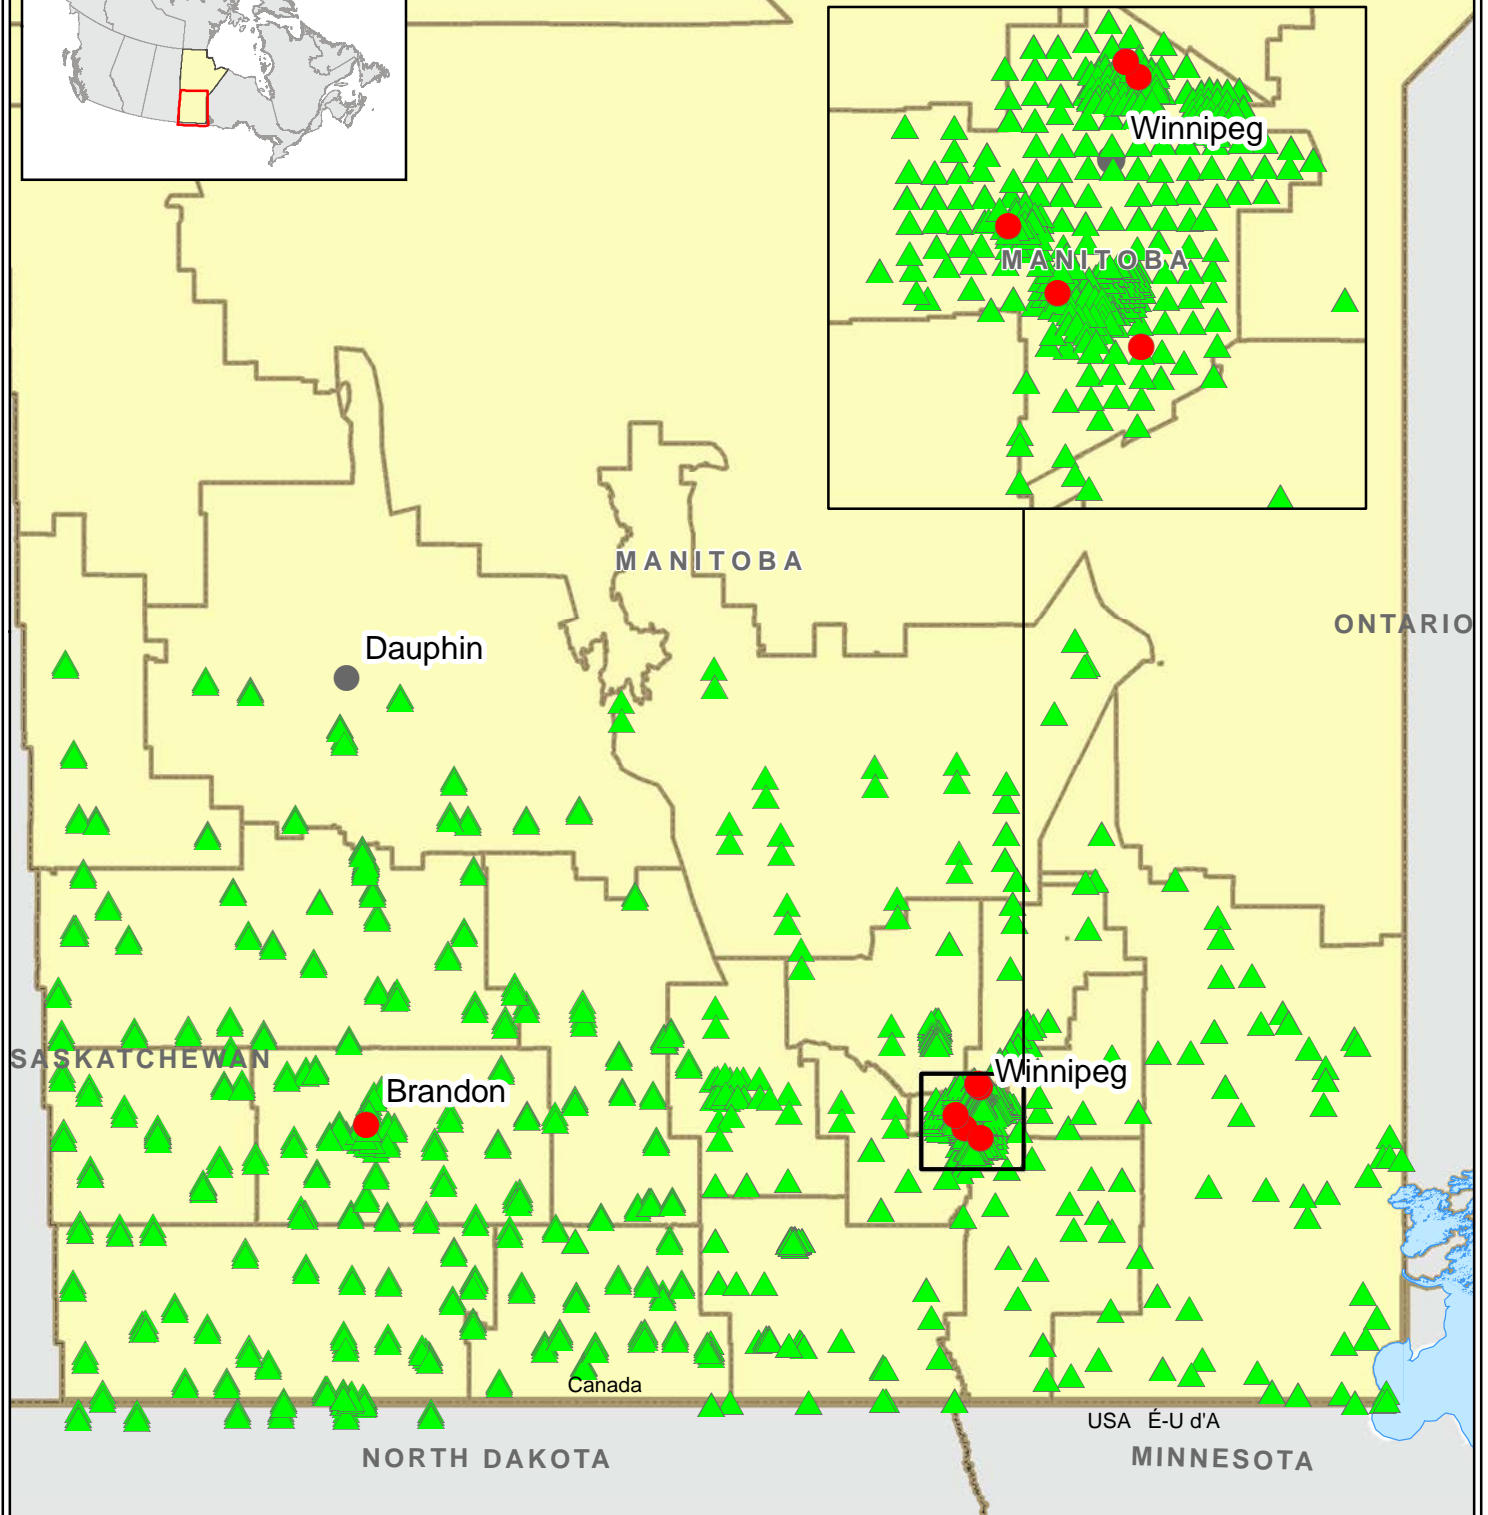 Winnipeg
MANITOBA
MANITOBA
ONTARIO
Dauphin
SASKATCHEWAN
Winnipeg
Brandon
Canada
USA É-U d'A
NORTH DAKOTA
MINNESOTA